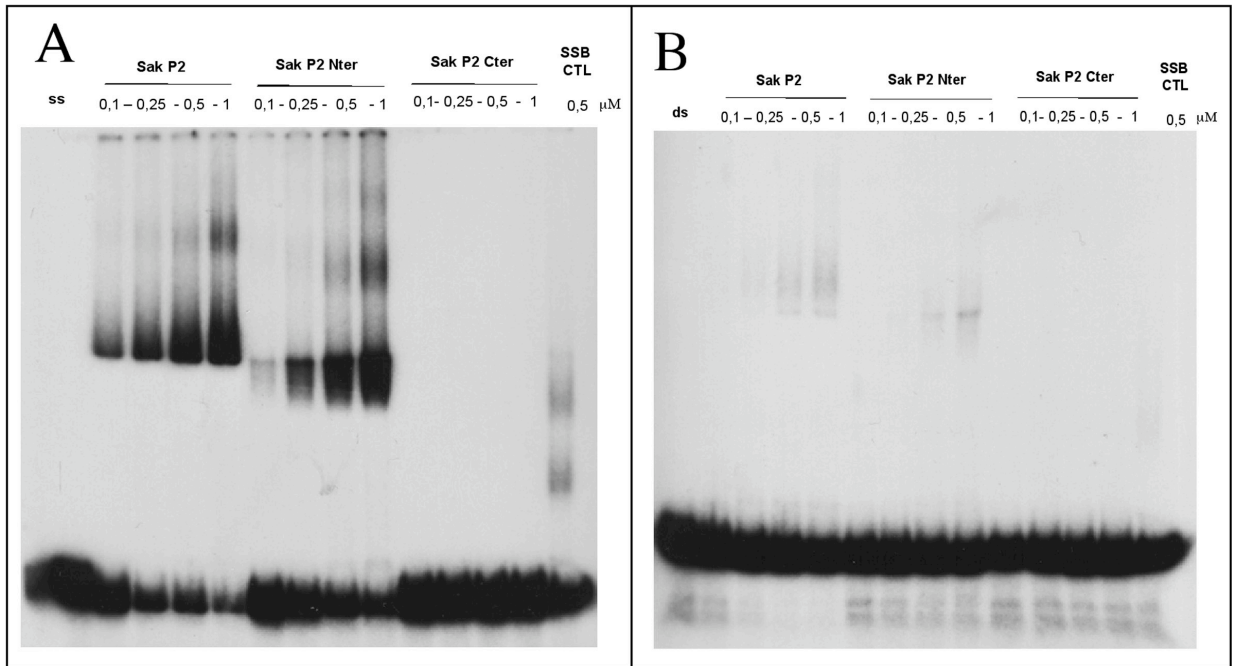 A
Sak P2
Sak P2 Nter
Sak P2 Cter
SSB
CTL
ss
0,1 – 0,25 - 0,5 - 1
0,1 - 0,25 - 0,5 - 1
0,1- 0,25 - 0,5 - 1
0,5 µM
B
Sak P2
Sak P2 Nter
Sak P2 Cter
SSB
CTL
ds
0,1 – 0,25 - 0,5 - 1
0,1 - 0,25 - 0,5 - 1
0,1- 0,25 - 0,5 - 1
0,5 µM